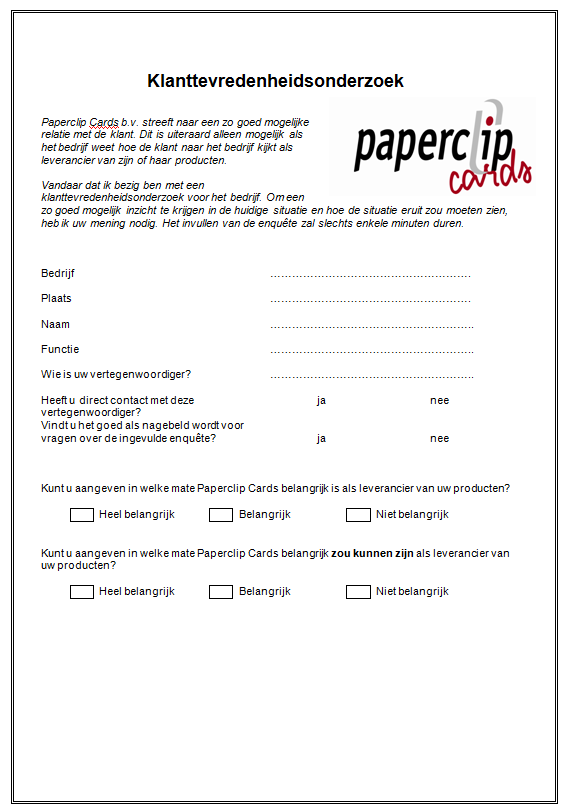 Klanttevredenheidsonderzoek
Paperclip Cards b.v. streeft naar een zo goed mogelijke
relatie met de klant. Dit is uiteraard alleen mogelijk als
het bedrijf weet hoe de klant naar het bedrijf kijkt als
leverancier van zijn of haar producten.
paperclip
cards
Vandaar dat ik bezig ben met een
klanttevredenheidsonderzoek voor het bedrijf. Om een
zo goed mogelijk inzicht te krijgen in de huidige situatie en hoe de situatie eruit zou moeten zien,
heb ik uw mening nodig. Het invullen van de enquête zal slechts enkele minuten duren.
Bedrijf ………………………………………………
Plaats ………………………………………………
Naam ……………………………………………….
Functie ……………………………………………….
Wie is uw vertegenwoordiger? ……………………………………………….
Heeft u direct contact met deze ja nee
vertegenwoordiger?
Vindt u het goed als nagebeld wordt voor
vragen over de ingevulde enquête? ja nee
Kunt u aangeven in welke mate Paperclip Cards belangrijk is als leverancier van uw producten?
Heel belangrijk Belangrijk Niet belangrijk
Kunt u aangeven in welke mate Paperclip Cards belangrijk zou kunnen zijn als leverancier van
uw producten?
Heel belangrijk Belangrijk Niet belangrijk